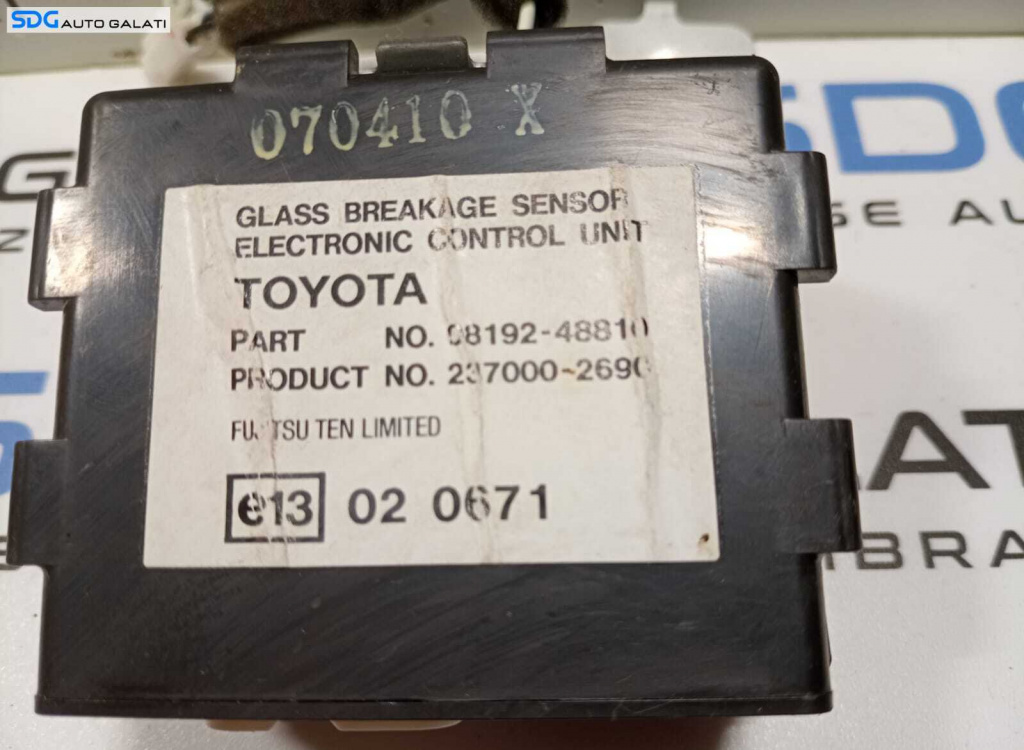 SDG AUTO GALATI
070410 X
GLASS BREAKAGE SENSOR
ELECTRONIC CONTROL UNIT
TOYOTA
PART NO. 08192-48810
PRODUCT NO. 237000-2690
FUJITSU TEN LIMITED
e13 02 0671